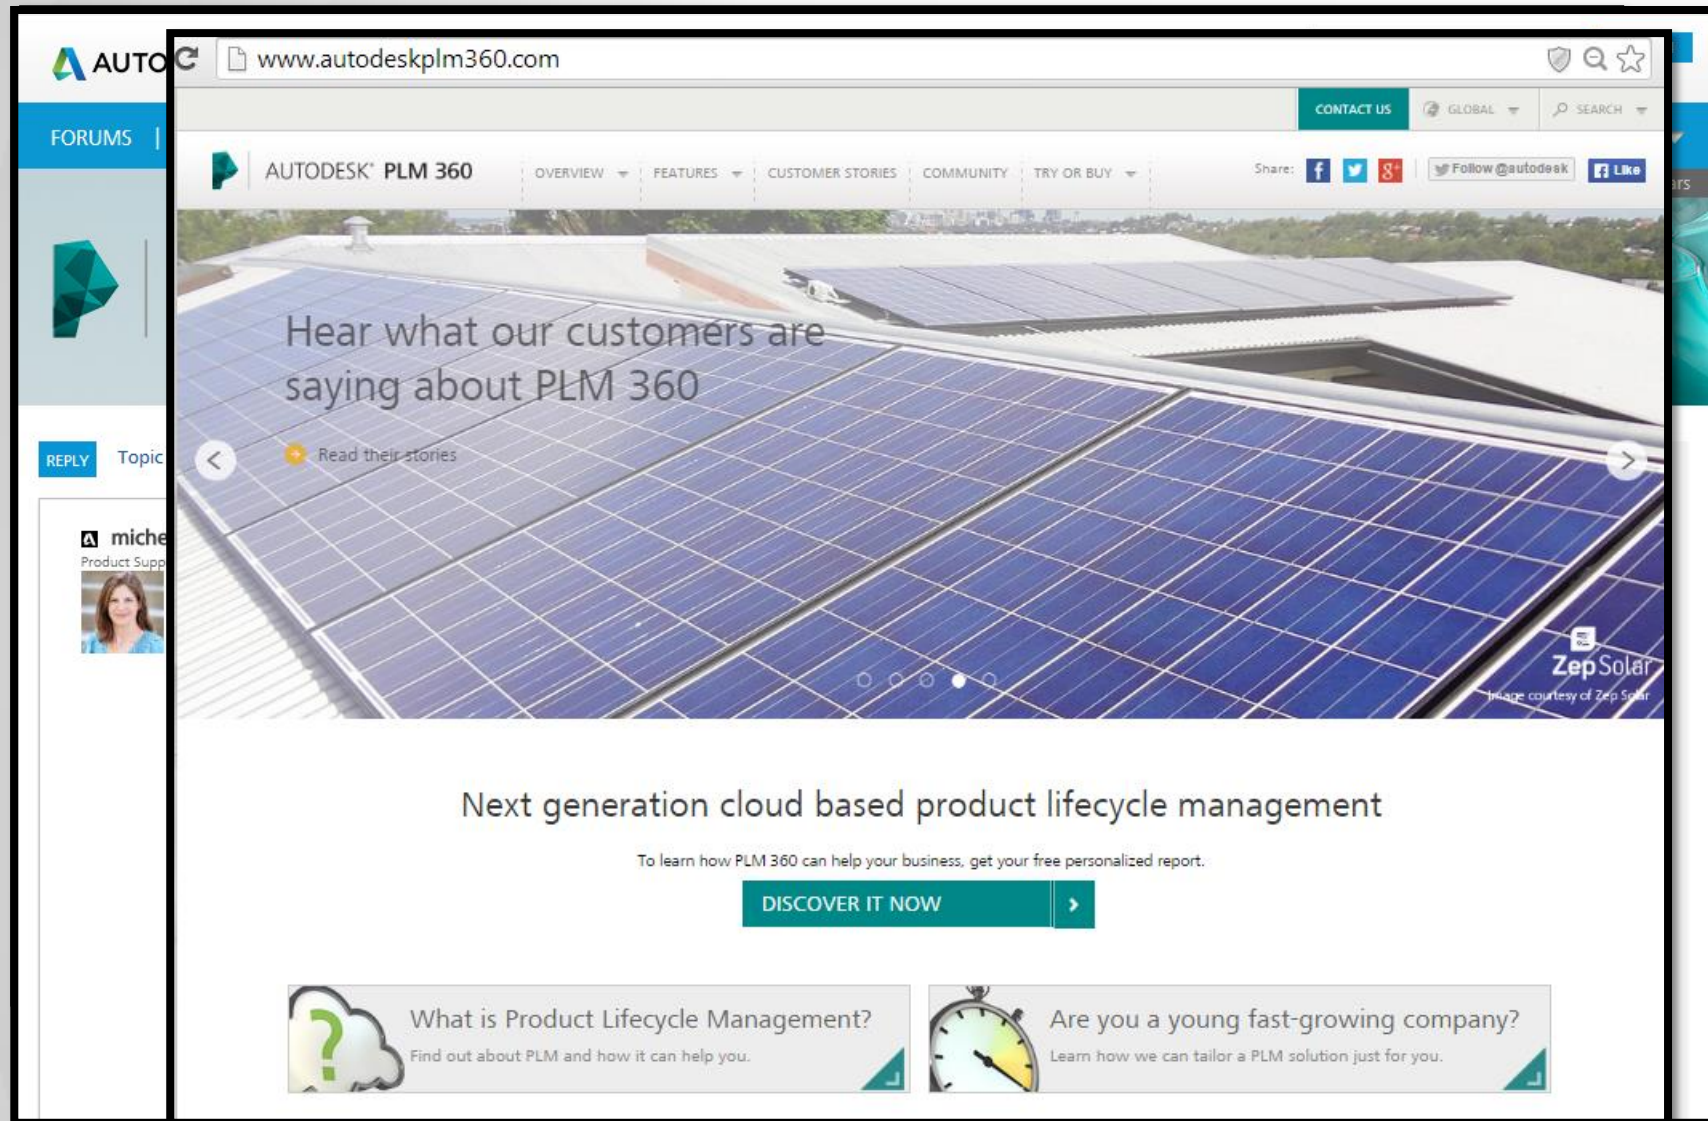 AUTO
www.autodeskplm360.com
CONTACT US
GLOBAL
SEARCH
FORUMS |
AUTODESK® PLM 360
OVERVIEW
FEATURES
CUSTOMER STORIES
COMMUNITY
TRY OR BUY
Share:
Follow @autodesk
Like
Hear what our customers are
saying about PLM 360
Read their stories
REPLY
Topic
miche
Product Supp
ZepSolar
Image courtesy of Zep Solar
Next generation cloud based product lifecycle management
To learn how PLM 360 can help your business, get your free personalized report.
DISCOVER IT NOW
What is Product Lifecycle Management?
Find out about PLM and how it can help you.
Are you a young fast-growing company?
Learn how we can tailor a PLM solution just for you.